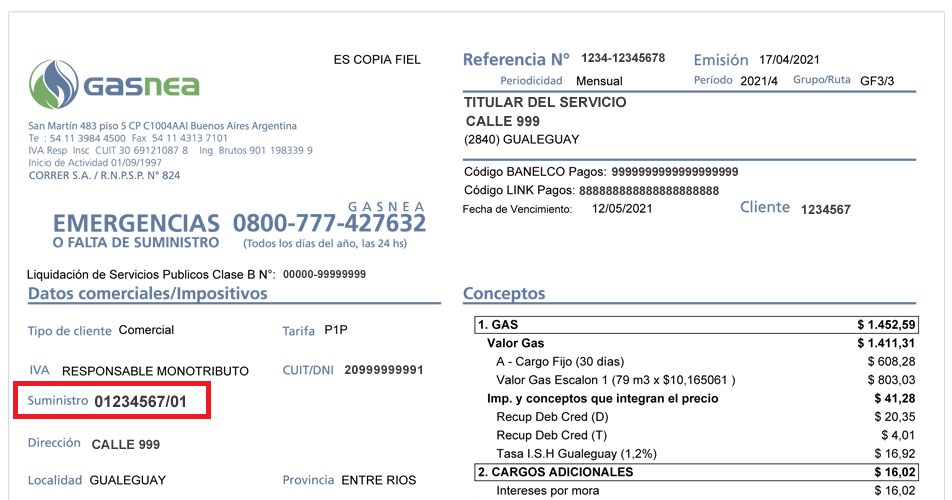 ES COPIA FIEL
gasnea
San Martín 483 piso 5 CP C1004AAI Buenos Aires Argentina
Te : 54 11 3984 4500 Fax 54 11 4313 7101
IVA Resp Insc CUIT 30 69121087 8 Ing Brutos 901 198339 9
Inicio de Actividad 01/09/1997
CORRER S.A. / R.N.P.S.P. N° 824
GASNEA
EMERGENCIAS 0800-777-427632
O FALTA DE SUMINISTRO (Todos los días del año, las 24 hs)
Liquidación de Servicios Publicos Clase B N°: 00000-99999999
Datos comerciales/Impositivos
Tipo de cliente Comercial Tarifa P1P
IVA RESPONSABLE MONOTRIBUTO CUIT/DNI 20999999991
Suministro 01234567/01
Dirección CALLE 999
Localidad GUALEGUAY Provincia ENTRE RIOS
Referencia N° 1234-12345678 Emisión 17/04/2021
Periodicidad Mensual Período 2021/4 Grupo/Ruta GF3/3
TITULAR DEL SERVICIO
CALLE 999
(2840) GUALEGUAY
Código BANELCO Pagos: 9999999999999999999
Código LINK Pagos: 8888888888888888888
Fecha de Vencimiento: 12/05/2021 Cliente 1234567
Conceptos
1. GAS $ 1.452,59
Valor Gas $ 1.411,31
A - Cargo Fijo (30 días) $ 608,28
Valor Gas Escalon 1 (79 m3 x $10,165061 ) $ 803,03
Imp. y conceptos que integran el precio $ 41,28
Recup Deb Cred (D) $ 20,35
Recup Deb Cred (T) $ 4,01
Tasa I.S.H Gualeguay (1,2%) $ 16,92
2. CARGOS ADICIONALES $ 16,02
Intereses por mora $ 16,02